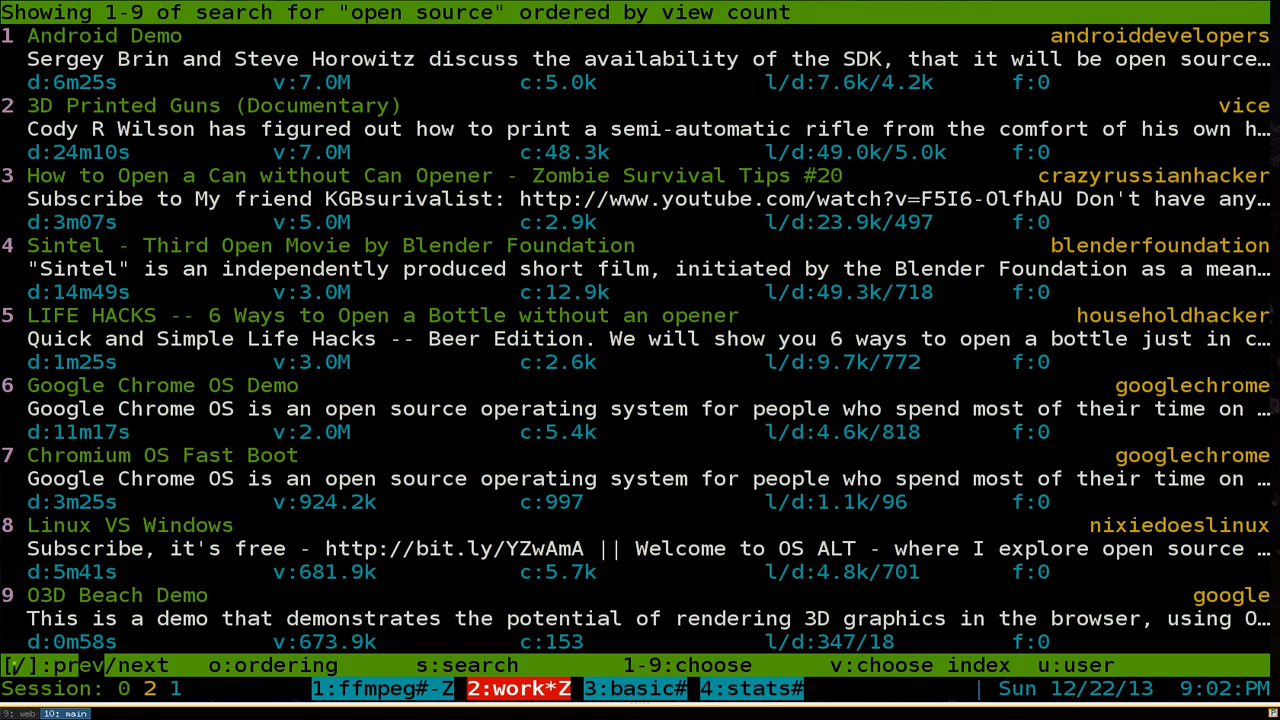 Showing 1-9 of search for "open source" ordered by view count
1 Android Demo androiddevelopers
Sergey Brin and Steve Horowitz discuss the availability of the SDK, that it will be open source…
d:6m25s v:7.0M c:5.0k l/d:7.6k/4.2k f:0
2 3D Printed Guns (Documentary) vice
Cody R Wilson has figured out how to print a semi-automatic rifle from the comfort of his own h…
d:24m10s v:7.0M c:48.3k l/d:49.0k/5.0k f:0
3 How to Open a Can without Can Opener - Zombie Survival Tips #20 crazyrussianhacker
Subscribe to My friend KGBsurivalist: http://www.youtube.com/watch?v=F5I6-OlfhAU Don't have any…
d:3m07s v:5.0M c:2.9k l/d:23.9k/497 f:0
4 Sintel - Third Open Movie by Blender Foundation blenderfoundation
"Sintel" is an independently produced short film, initiated by the Blender Foundation as a mean…
d:14m49s v:3.0M c:12.9k l/d:49.3k/718 f:0
5 LIFE HACKS -- 6 Ways to Open a Bottle without an opener householdhacker
Quick and Simple Life Hacks -- Beer Edition. We will show you 6 ways to open a bottle just in c…
d:1m25s v:3.0M c:2.6k l/d:9.7k/772 f:0
6 Google Chrome OS Demo googlechrome
Google Chrome OS is an open source operating system for people who spend most of their time on …
d:11m17s v:2.0M c:5.4k l/d:4.6k/818 f:0
7 Chromium OS Fast Boot googlechrome
Google Chrome OS is an open source operating system for people who spend most of their time on …
d:3m25s v:924.2k c:997 l/d:1.1k/96 f:0
8 Linux VS Windows nixiedoeslinux
Subscribe, it's free - http://bit.ly/YZwAmA || Welcome to OS ALT - where I explore open source …
d:5m41s v:681.9k c:5.7k l/d:4.8k/701 f:0
9 O3D Beach Demo google
This is a demo that demonstrates the potential of rendering 3D graphics in the browser, using O…
d:0m58s v:673.9k c:153 l/d:347/18 f:0
[/]:prev/next o:ordering s:search 1-9:choose v:choose index u:user
Session: 0 2 1 1:ffmpeg#-Z 2:work*Z 3:basic# 4:stats# | Sun 12/22/13 9:02:PM
9: web 10: main